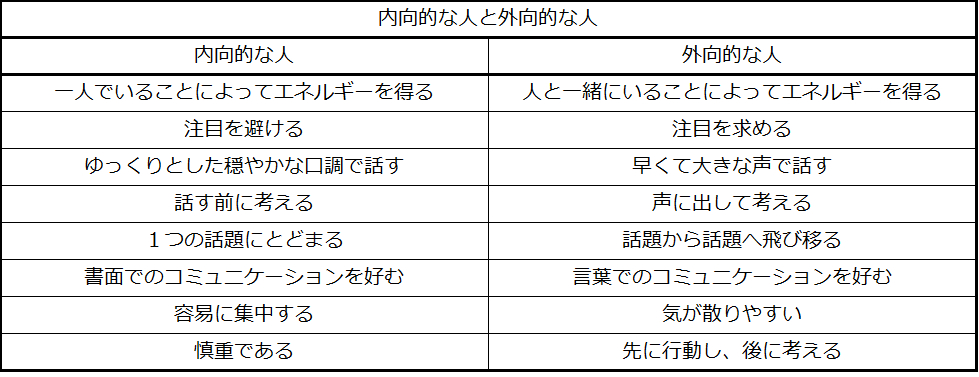 内向的な人と外向的な人
内向的な人 外向的な人
一人でいることによってエネルギーを得る 人と一緒にいることによってエネルギーを得る
注目を避ける 注目を求める
ゆっくりとした穏やかな口調で話す 早くて大きな声で話す
話す前に考える 声に出して考える
１つの話題にとどまる 話題から話題へ飛び移る
書面でのコミュニケーションを好む 言葉でのコミュニケーションを好む
容易に集中する 気が散りやすい
慎重である 先に行動し、後に考える